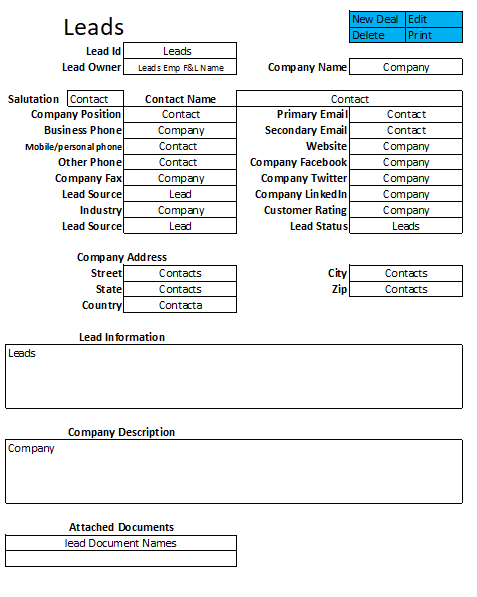 Leads
New Deal Edit
Delete Print
Lead Id Leads
Lead Owner Leads Emp F&L Name Company Name Company
Salutation Contact Contact Name Contact
Company Position Contact Primary Email Contact
Business Phone Company Secondary Email Contact
Mobile/personal phone Contact Website Company
Other Phone Contact Company Facebook Company
Company Fax Company Company Twitter Company
Lead Source Lead Company LinkedIn Company
Industry Company Customer Rating Company
Lead Source Lead Lead Status Leads
Company Address
Street Contacts City Contacts
State Contacts Zip Contacts
Country Contacta
Lead Information
Leads
Company Description
Company
Attached Documents
lead Document Names